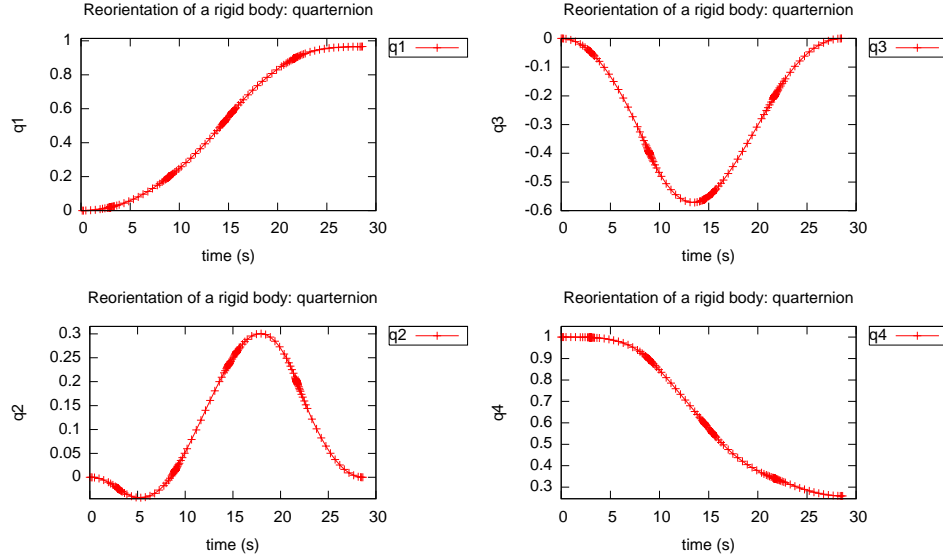 Reorientation of a rigid body: quarternion
q1
1
0.8
0.6
0.4
0.2
0
0 5 10 15 20 25 30
time (s)
q1
Reorientation of a rigid body: quarternion
q3
0
-0.1
-0.2
-0.3
-0.4
-0.5
-0.6
0 5 10 15 20 25 30
time (s)
q3
Reorientation of a rigid body: quarternion
q2
0.3
0.25
0.2
0.15
0.1
0.05
0
0 5 10 15 20 25 30
time (s)
q2
Reorientation of a rigid body: quarternion
q4
1
0.9
0.8
0.7
0.6
0.5
0.4
0.3
0 5 10 15 20 25 30
time (s)
q4